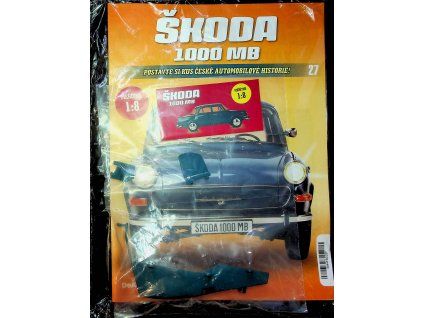 ŠKODA
1000 MB
POSTAVTE SI KUS ČESKÉ AUTOMOBILOVÉ HISTORIE!
27
1:8
ŠKODA
1000 MB
1:8
ŠKODA 1000 MB
DeA